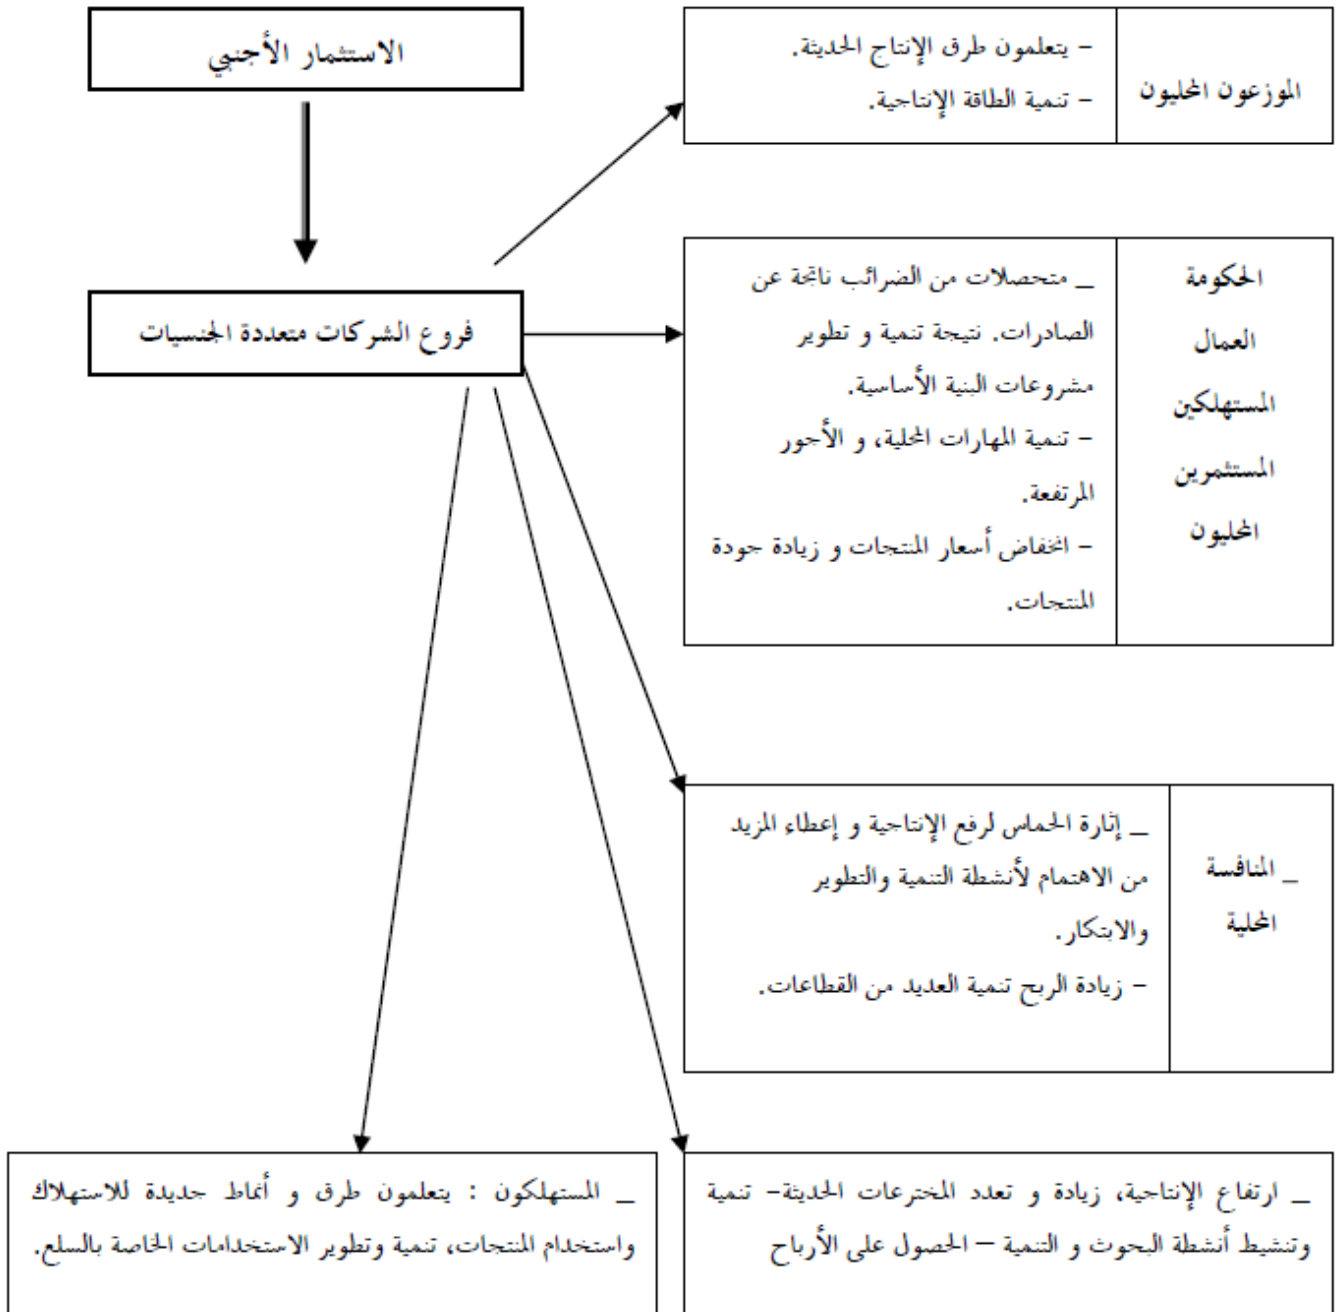 الاستثمار الأجنبي
الموزعون المحليون
– يتعلمون طرق الإنتاج الحديثة.
– تنمية الطاقة الإنتاجية.
فروع الشركات متعددة الجنسيات
الحكومة
العمال
المستهلكين
المستثمرين
المحليون
_ متحصلات من الضرائب ناتجة عن
الصادرات. نتيجة تنمية و تطوير
مشروعات البنية الأساسية.
– تنمية المهارات المحلية، و الأجور
المرتفعة.
– انخفاض أسعار المنتجات و زيادة جودة
المنتجات.
_ المنافسة
المحلية
_ إثارة الحماس لرفع الإنتاجية و إعطاء المزيد
من الاهتمام لأنشطة التنمية والتطوير
والابتكار.
– زيادة الربح تنمية العديد من القطاعات.
_ ارتفاع الإنتاجية، زيادة و تعدد المخترعات الحديثة– تنمية
وتنشيط أنشطة البحوث و التنمية – الحصول على الأرباح
_ المستهلكون : يتعلمون طرق و أنماط جديدة للاستهلاك
واستخدام المنتجات، تنمية وتطوير الاستخدامات الخاصة بالسلع.